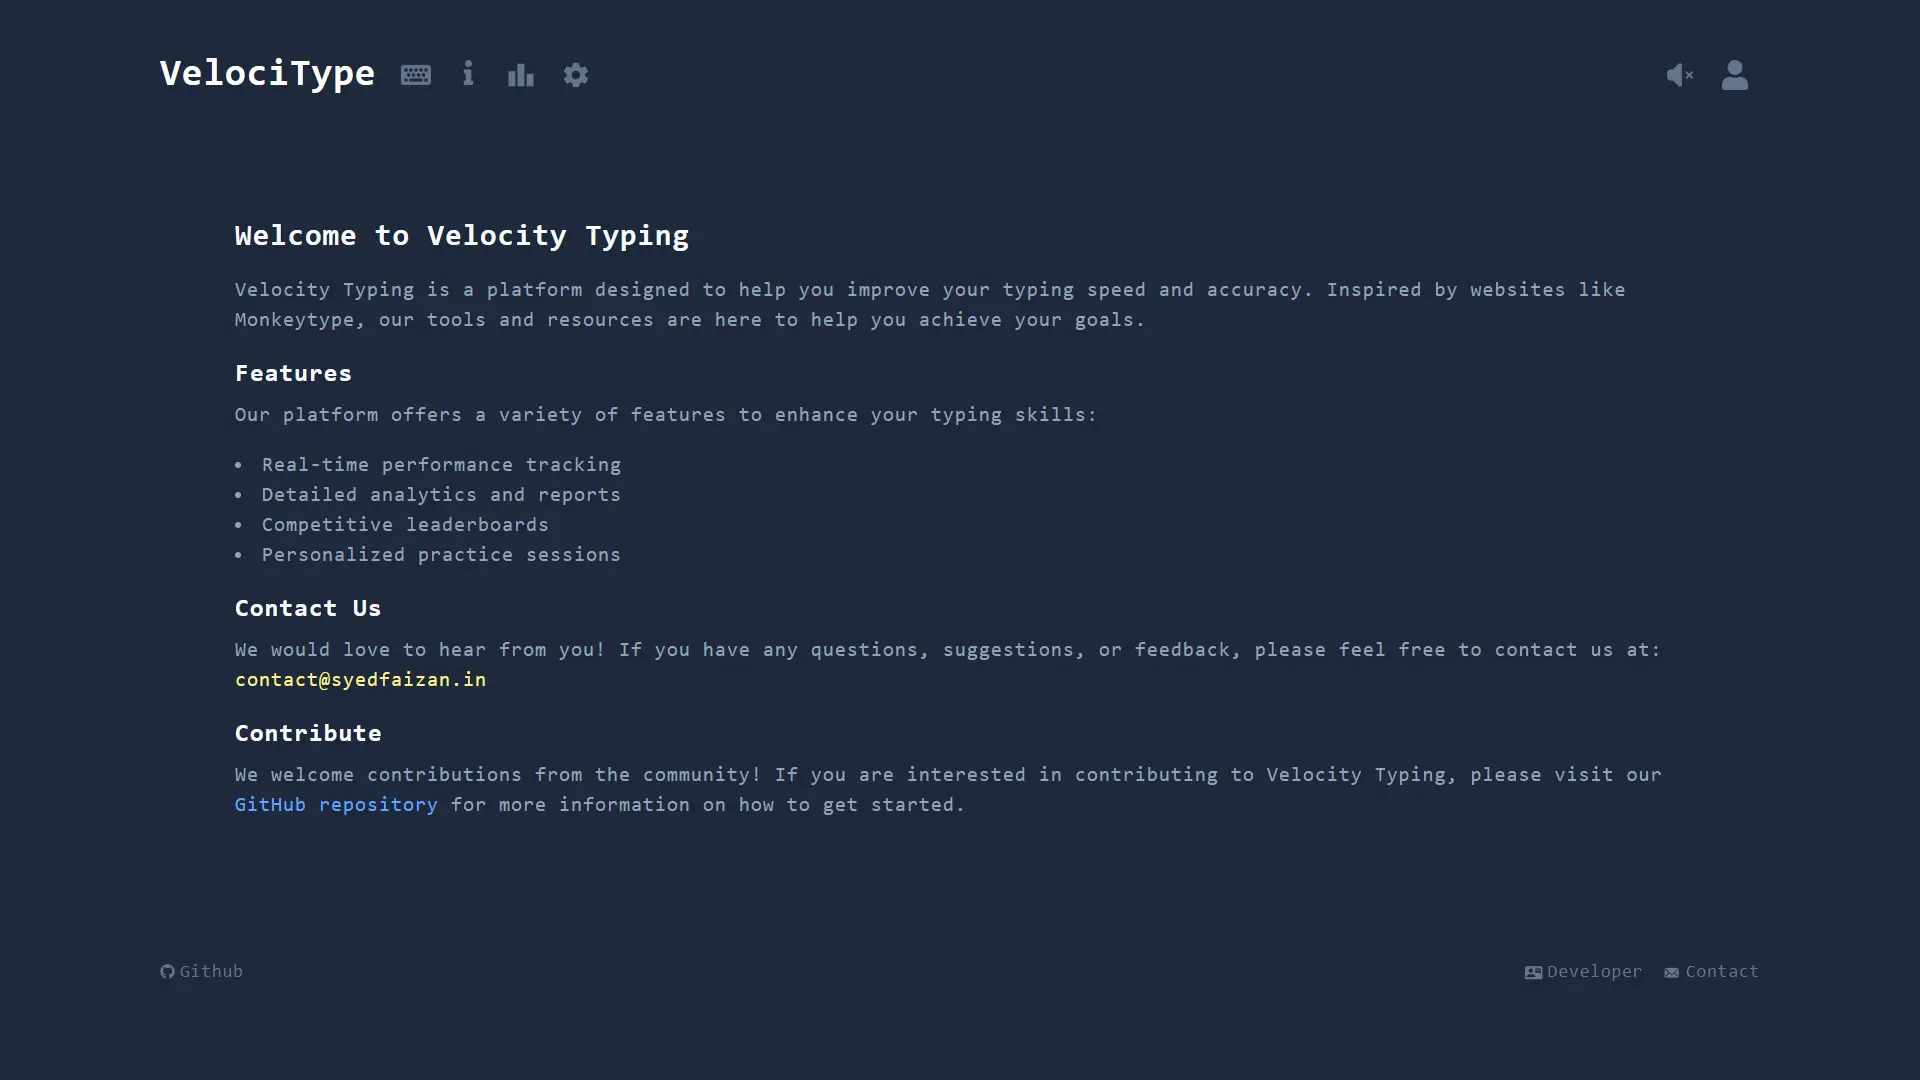 VelociType
Welcome to Velocity Typing
Velocity Typing is a platform designed to help you improve your typing speed and accuracy. Inspired by websites like
Monkeytype, our tools and resources are here to help you achieve your goals.
Features
Our platform offers a variety of features to enhance your typing skills:
• Real-time performance tracking
• Detailed analytics and reports
• Competitive leaderboards
• Personalized practice sessions
Contact Us
We would love to hear from you! If you have any questions, suggestions, or feedback, please feel free to contact us at:
contact@syedfaizan.in
Contribute
We welcome contributions from the community! If you are interested in contributing to Velocity Typing, please visit our
GitHub repository for more information on how to get started.
Github
Developer
Contact